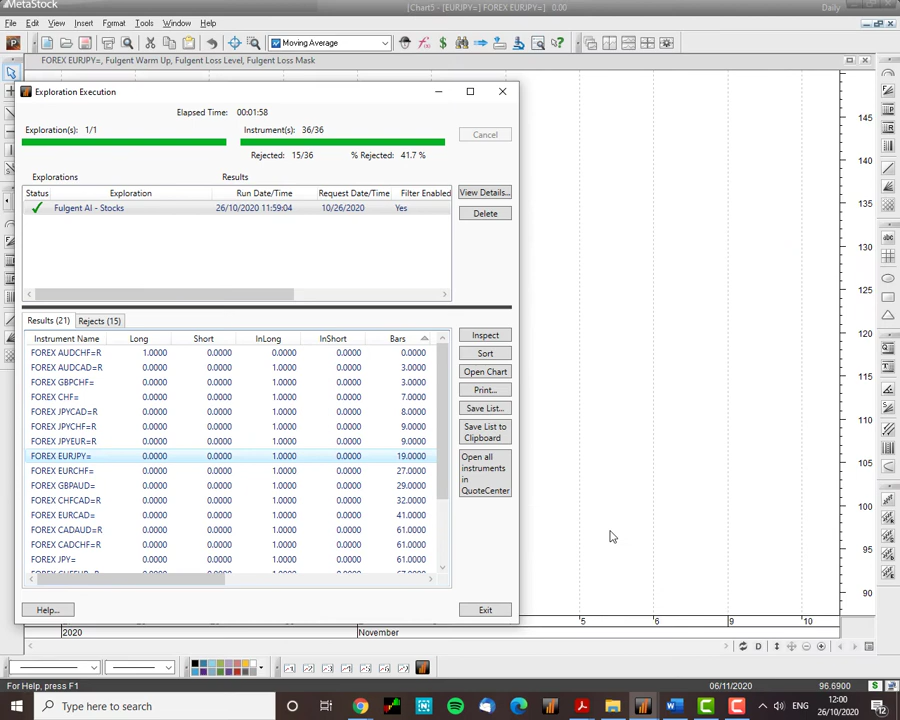 MetaStock
[Chart5] - [EURJPY=] FOREX EURJPY=] 0.00
Daily
File Edit View Insert Format Tools Window Help
Moving Average
FOREX EURJPY=, Fulgent Warm Up, Fulgent Loss Level, Fulgent Loss Mask
Exploration Execution
Elapsed Time: 00:01:58
Exploration(s): 1/1 Instrument(s): 36/36
Cancel
Rejected: 15/36 % Rejected: 41.7 %
Explorations Results
Status Exploration Run Date/Time Request Date/Time Filter Enabled
View Details...
Fulgent AI - Stocks 26/10/2020 11:59:04 10/26/2020 Yes
Delete
Results (21) Rejects (15)
Instrument Name Long Short InLong InShort Bars
FOREX AUDCHF=R 1.0000 0.0000 0.0000 0.0000 0.0000
FOREX AUDCAD=R 0.0000 0.0000 1.0000 0.0000 3.0000
FOREX GBPCHF= 0.0000 0.0000 1.0000 0.0000 3.0000
FOREX CHF= 0.0000 0.0000 1.0000 0.0000 7.0000
FOREX JPYCAD=R 0.0000 0.0000 1.0000 0.0000 8.0000
FOREX JPYCHF=R 0.0000 0.0000 1.0000 0.0000 9.0000
FOREX JPYEUR=R 0.0000 0.0000 1.0000 0.0000 9.0000
FOREX EURJPY= 0.0000 0.0000 1.0000 0.0000 19.0000
FOREX EURCHF= 0.0000 0.0000 1.0000 0.0000 27.0000
FOREX GBPAUD= 0.0000 0.0000 1.0000 0.0000 29.0000
FOREX CHFCAD=R 0.0000 0.0000 1.0000 0.0000 32.0000
FOREX EURCAD= 0.0000 0.0000 1.0000 0.0000 41.0000
FOREX CADAUD=R 0.0000 0.0000 1.0000 0.0000 61.0000
FOREX CADCHF=R 0.0000 0.0000 1.0000 0.0000 61.0000
FOREX JPY= 0.0000 0.0000 1.0000 0.0000 61.0000
Inspect
Sort
Open Chart
Print...
Save List...
Save List to
Clipboard
Open all
instruments
in
QuoteCenter
Help...
Exit
145
140
135
130
125
120
115
110
105
100
95
90
5 6 9 10
2020 November
For Help, press F1
06/11/2020 96.6900
Type here to search
12:00
26/10/2020
12